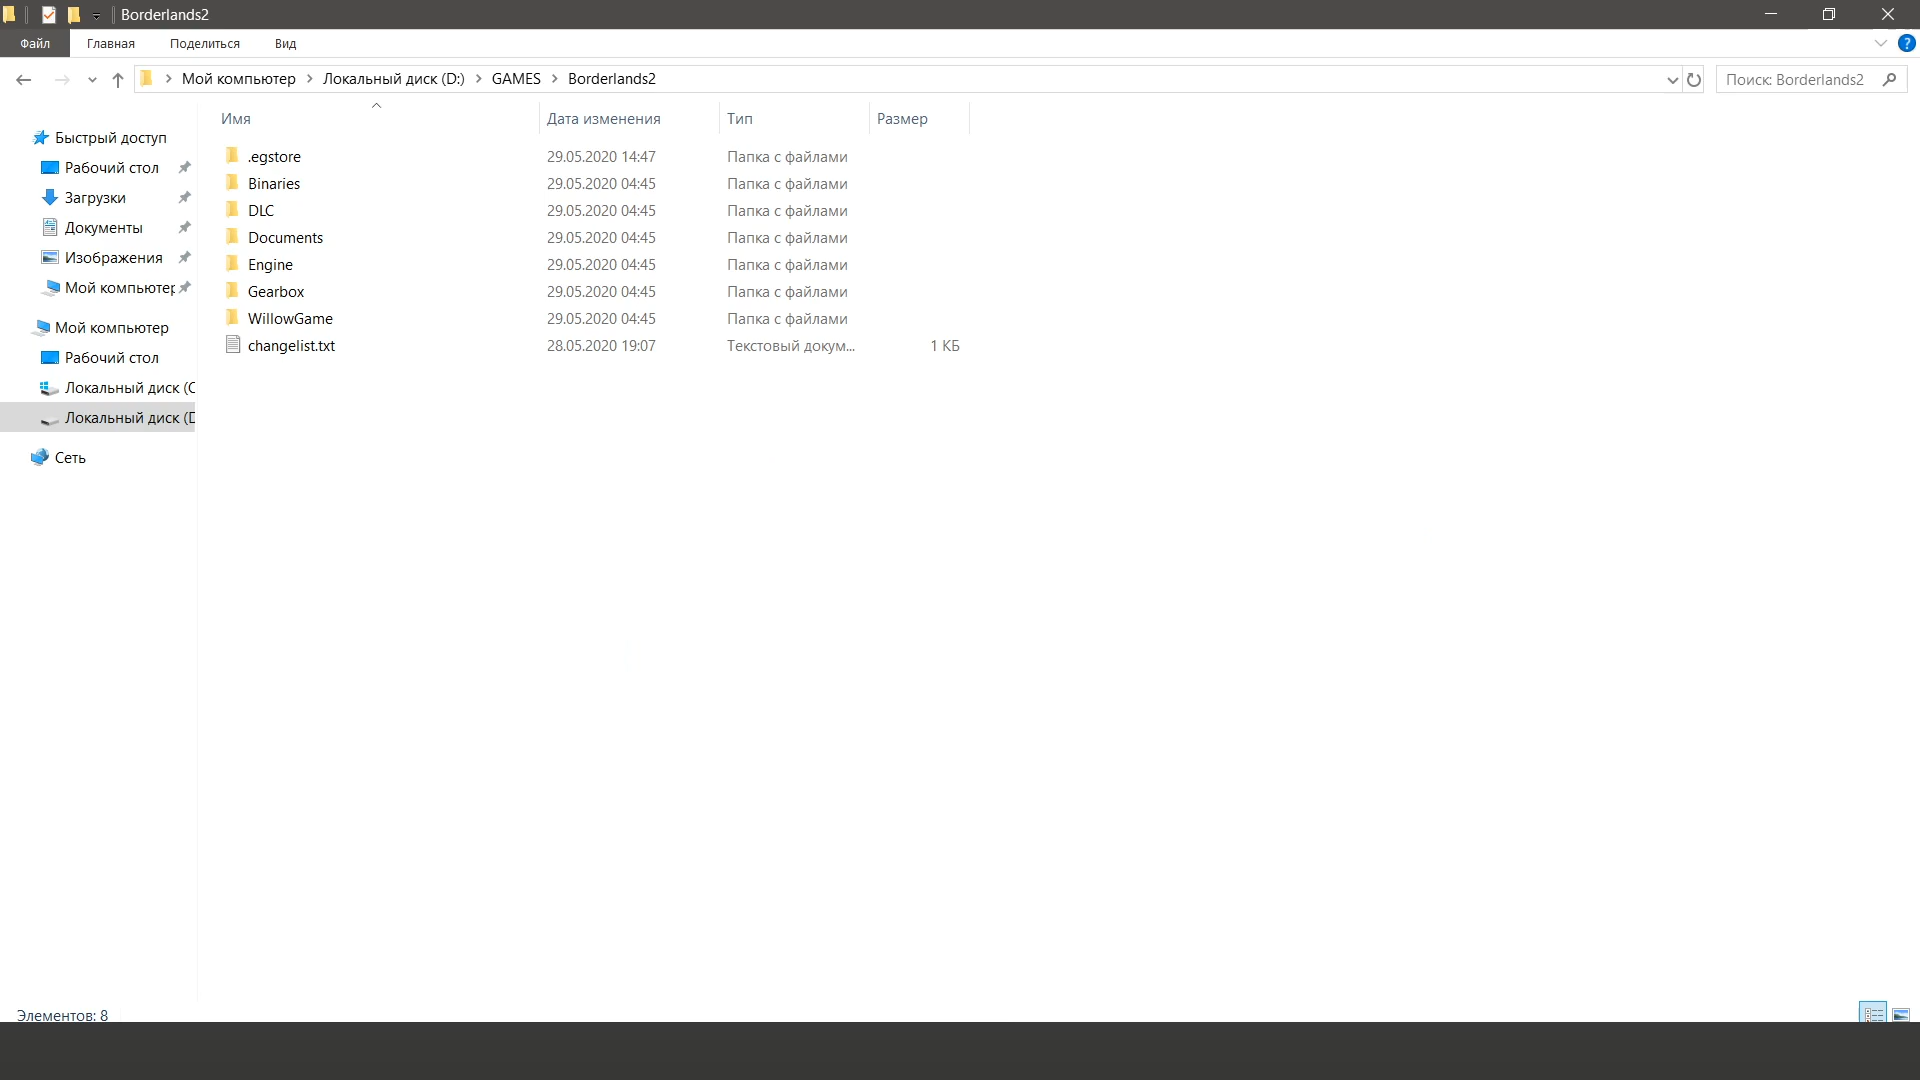 Borderlands2
Файл Главная Поделиться Вид
Мой компьютер Локальный диск (D:) GAMES Borderlands2 Поиск: Borderlands2
Имя Дата изменения Тип Размер
Быстрый доступ
Рабочий стол
Загрузки
Документы
Изображения
Мой компьютер
Мой компьютер
Рабочий стол
Локальный диск (C
Локальный диск (D
Сеть
.egstore 29.05.2020 14:47 Папка с файлами
Binaries 29.05.2020 04:45 Папка с файлами
DLC 29.05.2020 04:45 Папка с файлами
Documents 29.05.2020 04:45 Папка с файлами
Engine 29.05.2020 04:45 Папка с файлами
Gearbox 29.05.2020 04:45 Папка с файлами
WillowGame 29.05.2020 04:45 Папка с файлами
changelist.txt 28.05.2020 19:07 Текстовый докум... 1 КБ
Элементов: 8